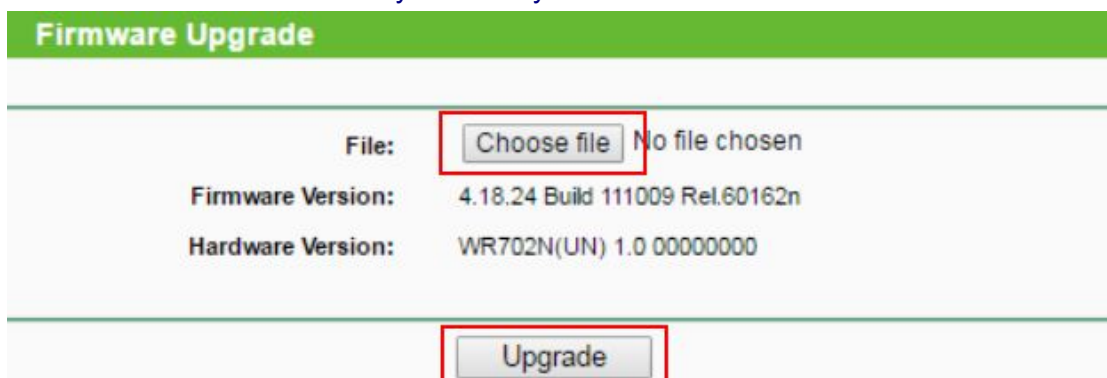 Firmware Upgrade
File: Choose file No file chosen
Firmware Version: 4.18.24 Build 111009 Rel.60162n
Hardware Version: WR702N(UN) 1.0 00000000
Upgrade